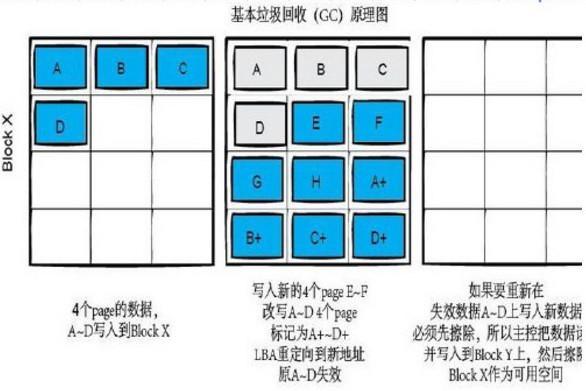 基本垃圾回收 (GC) 原理图
Block X
A B C
D
A B C
D E F
G H A+
B+ C+ D+
4个page的数据，
A~D写入到Block X
写入新的4个page E~F
改写A~D 4个page
标记为A+~D+
LBA重定向到新地址
原A~D失效
如果要重新在
失效数据A~D上写入新数据
必须先擦除，所以主控把数据
并写入到Block Y上，然后擦除
Block X作为可用空间